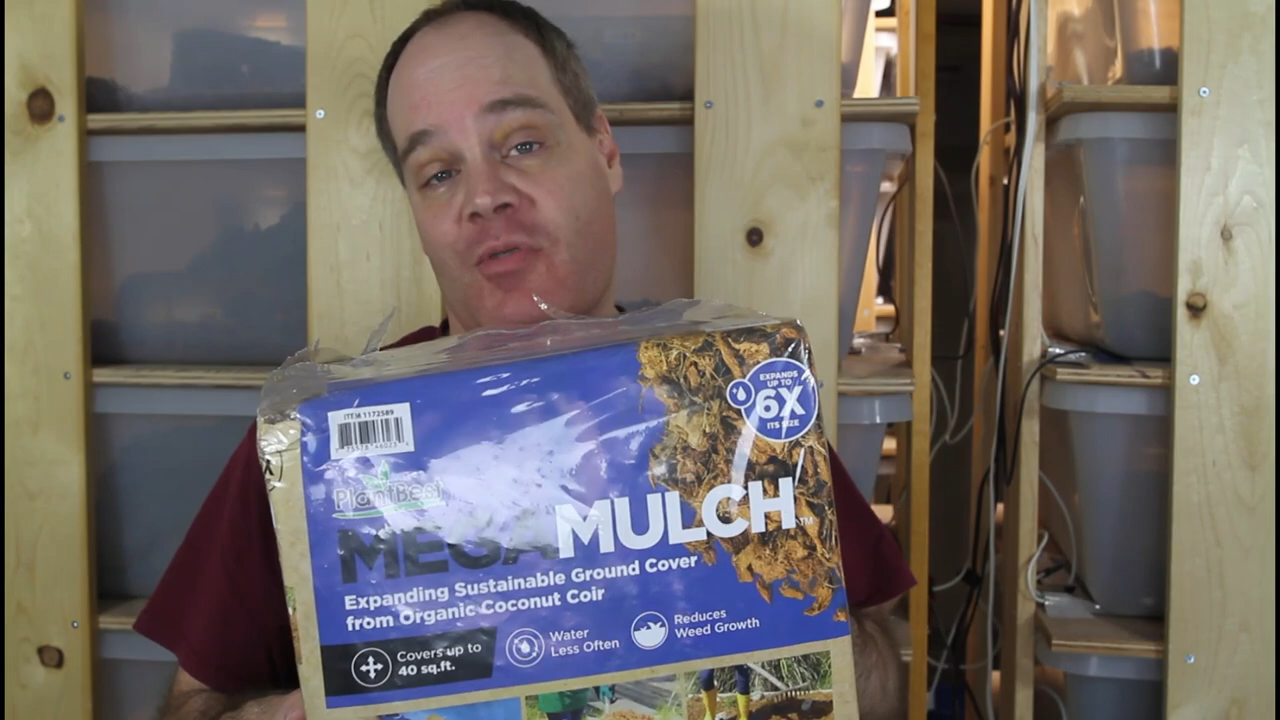 ITEM 1172589
EXPANDS
UP TO
6X
ITS SIZE
PlantBest
MEGAMULCH™
Expanding Sustainable Ground Cover
from Organic Coconut Coir
Covers up to
40 sq.ft.
Water
Less Often
Reduces
Weed Growth